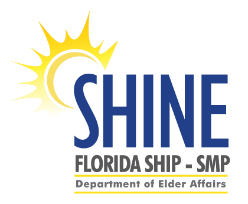 SHINE
FLORIDA SHIP - SMP
Department of Elder Affairs